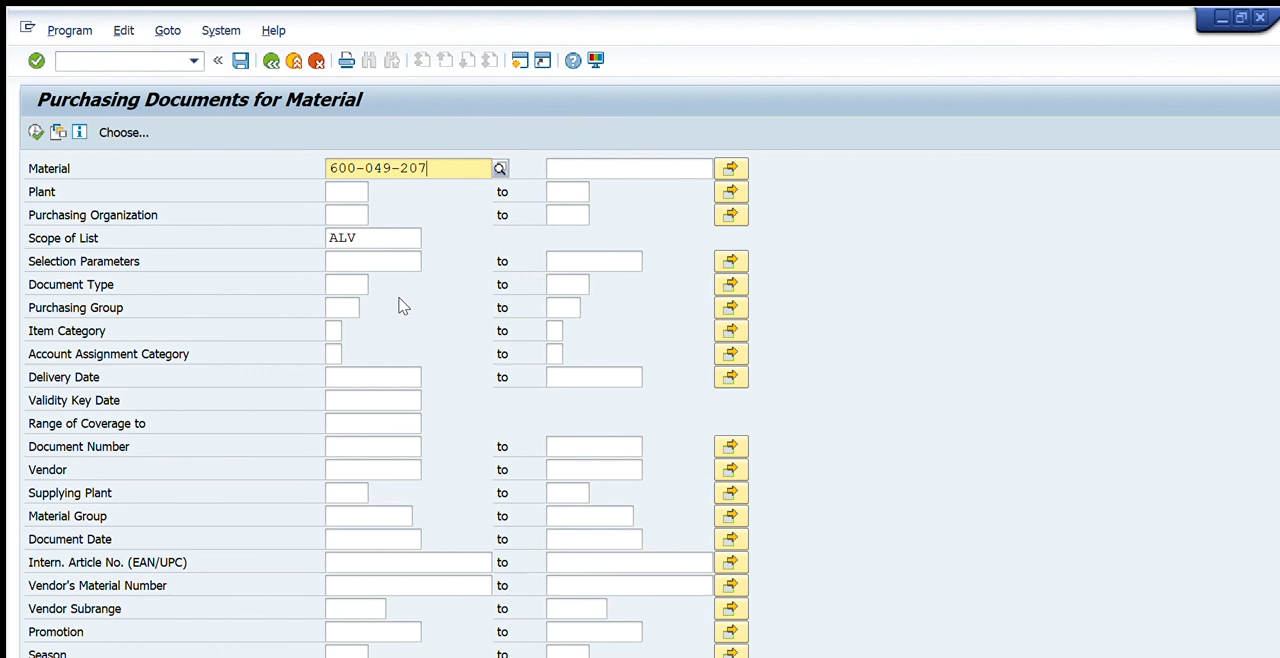 Program Edit Goto System Help
Purchasing Documents for Material
Choose...
Material 600-049-207
Plant to
Purchasing Organization to
Scope of List ALV
Selection Parameters to
Document Type to
Purchasing Group to
Item Category to
Account Assignment Category to
Delivery Date to
Validity Key Date
Range of Coverage to
Document Number to
Vendor to
Supplying Plant to
Material Group to
Document Date to
Intern. Article No. (EAN/UPC) to
Vendor's Material Number to
Vendor Subrange to
Promotion to
Season to